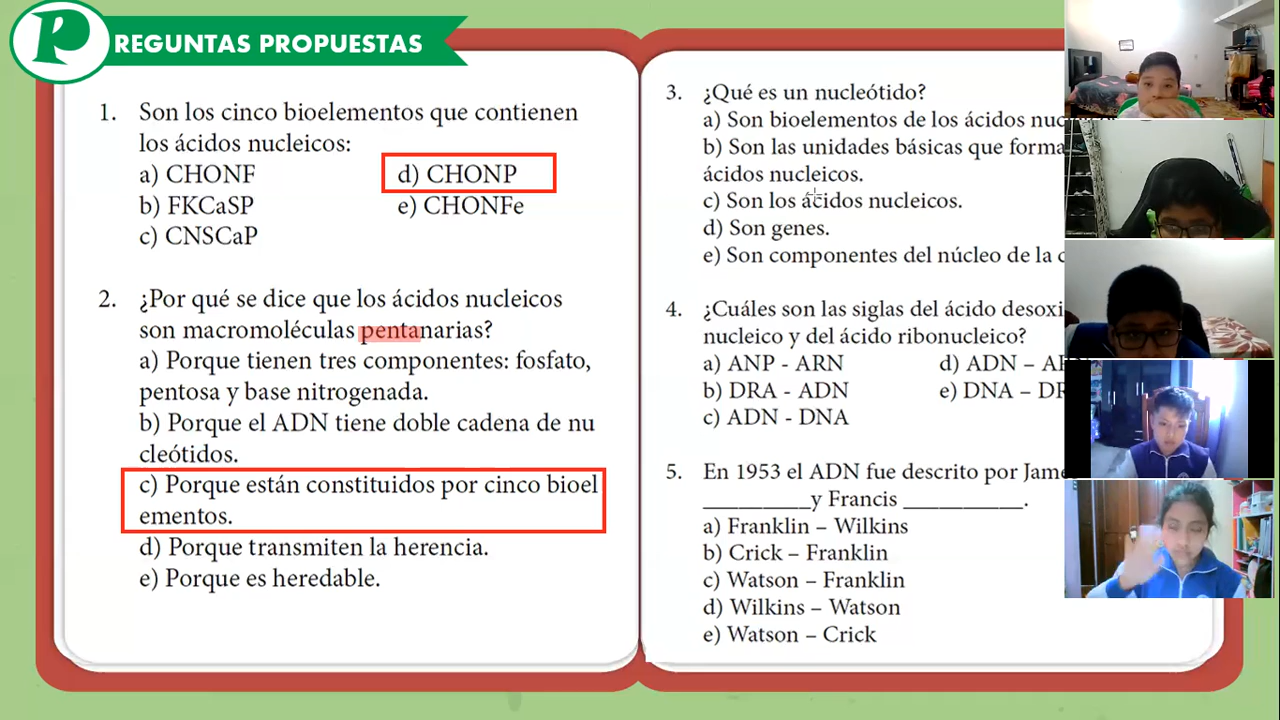 PREGUNTAS PROPUESTAS
1. Son los cinco bioelementos que contienen
los ácidos nucleicos:
a) CHONF
d) CHONP
b) FKCaSP
e) CHONFe
c) CNSCaP
2. ¿Por qué se dice que los ácidos nucleicos
son macromoléculas pentanarias?
a) Porque tienen tres componentes: fosfato,
pentosa y base nitrogenada.
b) Porque el ADN tiene doble cadena de nu
cleótidos.
c) Porque están constituidos por cinco bioel
ementos.
d) Porque transmiten la herencia.
e) Porque es heredable.
3. ¿Qué es un nucleótido?
a) Son bioelementos de los ácidos
b) Son las unidades básicas que
ácidos nucleicos.
c) Son los ácidos nucleicos.
d) Son genes.
e) Son componentes del núcleo de la
4. ¿Cuáles son las siglas del ácido
nucleico y del ácido ribonucleico?
a) ANP - ARN
d) ADN –
b) DRA - ADN
e) DNA –
c) ADN - DNA
5. En 1953 el ADN fue descrito por
__________y Francis ___________.
a) Franklin – Wilkins
b) Crick – Franklin
c) Watson – Franklin
d) Wilkins – Watson
e) Watson – Crick